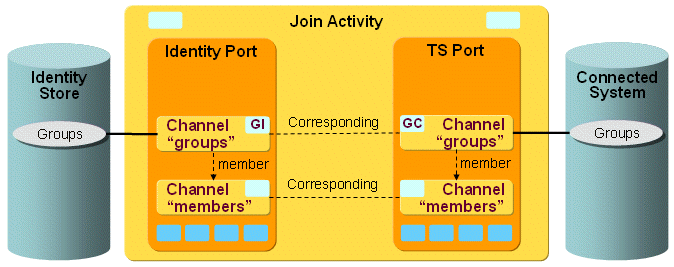 Join Activity
Identity Port
TS Port
Identity
Store
Connected
System
Groups
Channel
"groups"
GI
Corresponding
GC
Channel
"groups"
Groups
member
member
Channel
"members"
Corresponding
Channel
"members"